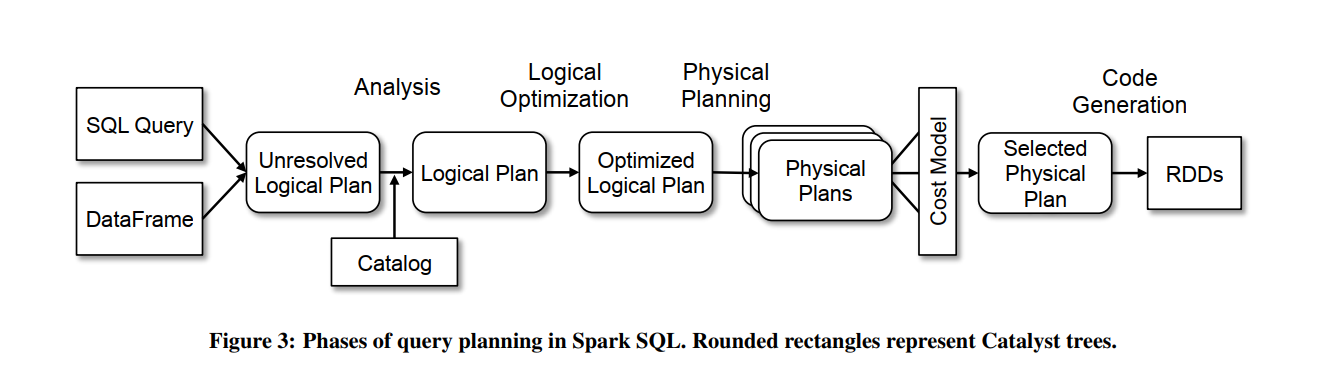 Analysis
Logical
Optimization
Physical
Planning
Code
Generation
SQL Query
DataFrame
Unresolved
Logical Plan
Catalog
Logical Plan
Optimized
Logical Plan
Physical
Plans
Cost Model
Selected
Physical
Plan
RDDs
Figure 3: Phases of query planning in Spark SQL. Rounded rectangles represent Catalyst trees.